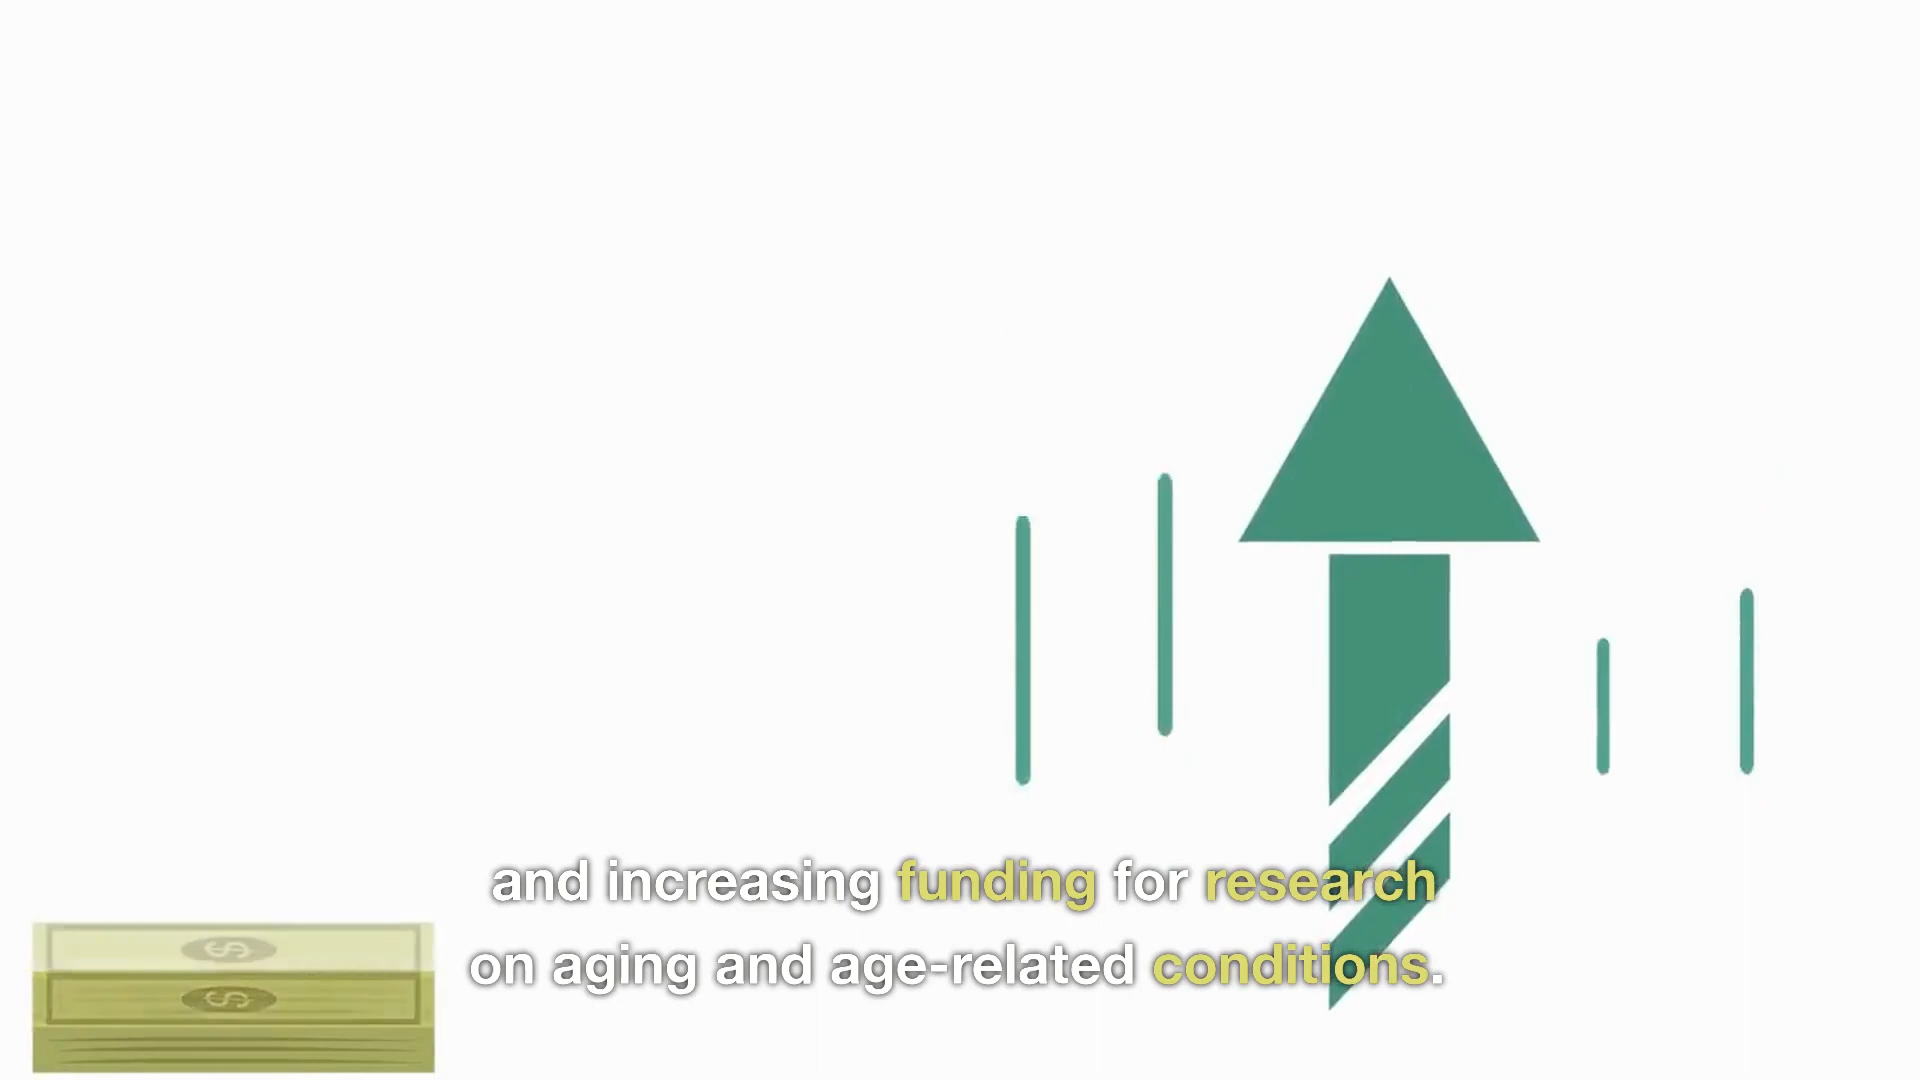 and increasing funding for research
on aging and age-related conditions.
$
$